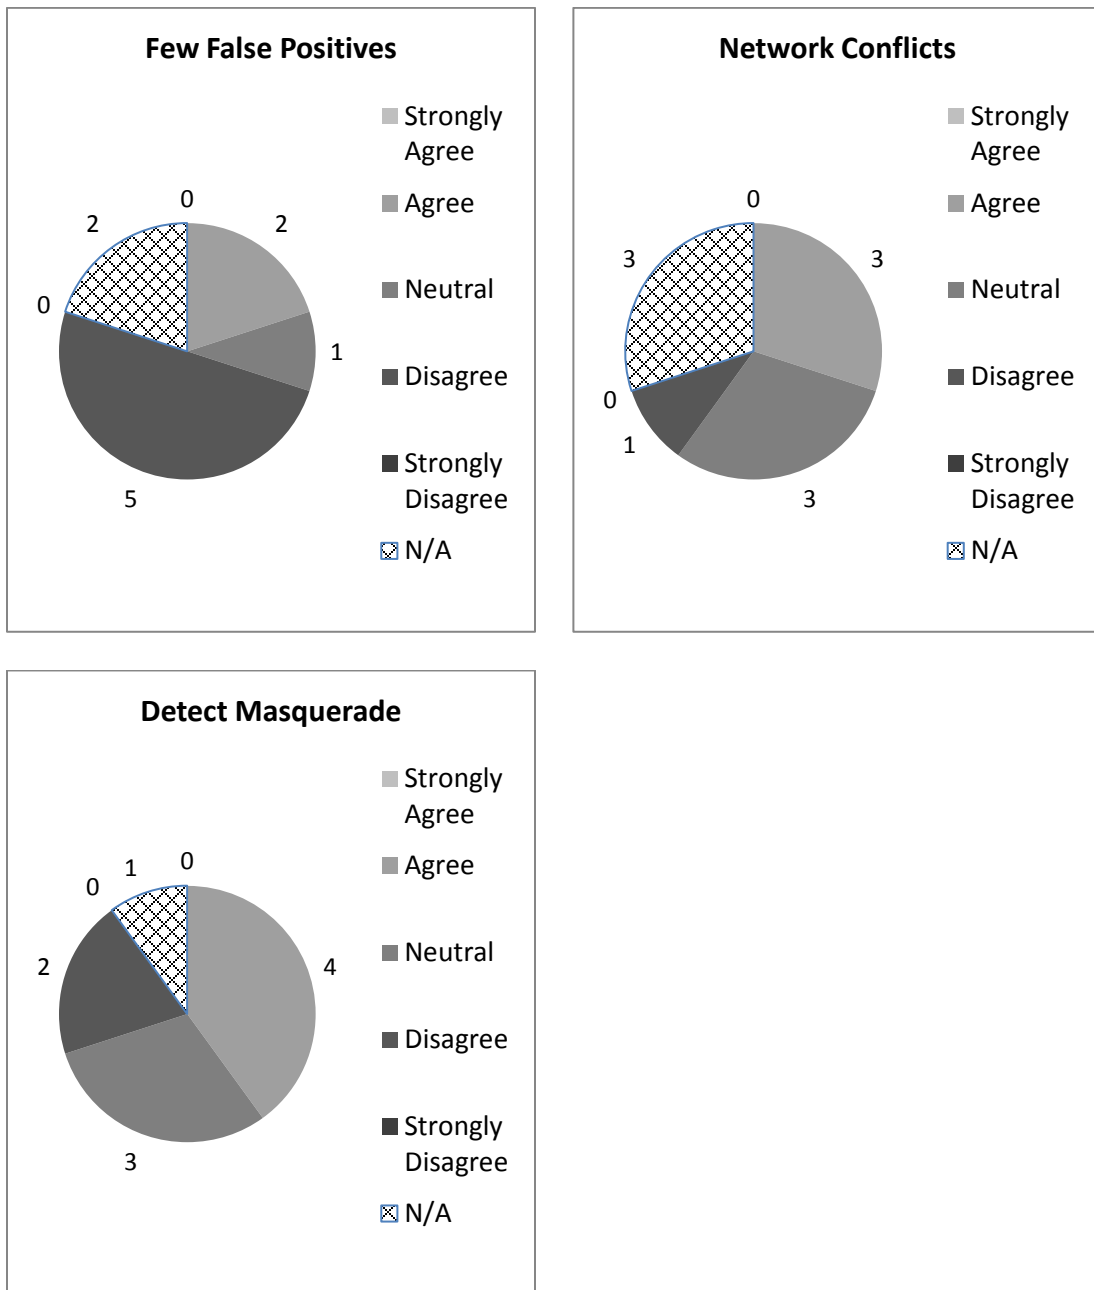 Few False Positives
0
2
2
0
1
5
Strongly
Agree
Agree
Neutral
Disagree
Strongly
Disagree
N/A
Network Conflicts
0
3
3
0
1
3
Strongly
Agree
Agree
Neutral
Disagree
Strongly
Disagree
N/A
Detect Masquerade
0
1
0
2
4
3
Strongly
Agree
Agree
Neutral
Disagree
Strongly
Disagree
N/A